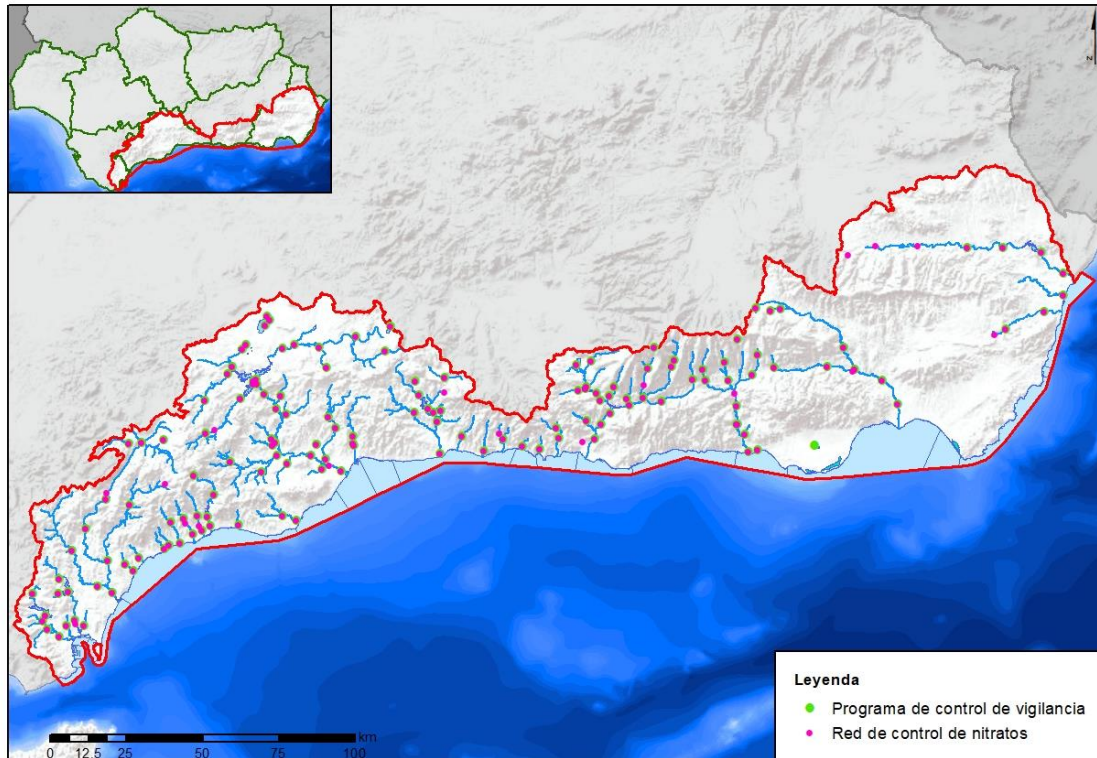 N
Leyenda
Programa de control de vigilancia
Red de control de nitratos
km
0 12.5 25 50 75 100